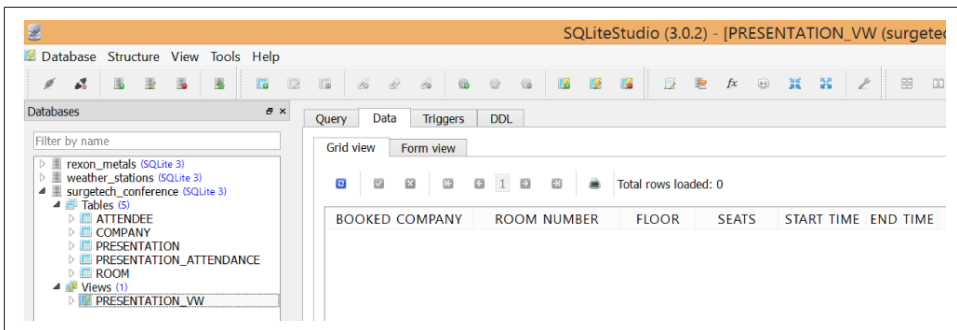 SQLiteStudio (3.0.2) - [PRESENTATION_VW (surgetec
Database Structure View Tools Help
Databases
Filter by name
rexon_metals (SQLite 3)
weather_stations (SQLite 3)
surgetech_conference (SQLite 3)
Tables (5)
ATTENDEE
COMPANY
PRESENTATION
PRESENTATION_ATTENDANCE
ROOM
Views (1)
PRESENTATION_VW
Query Data Triggers DDL
Grid view Form view
1 Total rows loaded: 0
BOOKED COMPANY ROOM NUMBER FLOOR SEATS START TIME END TIME